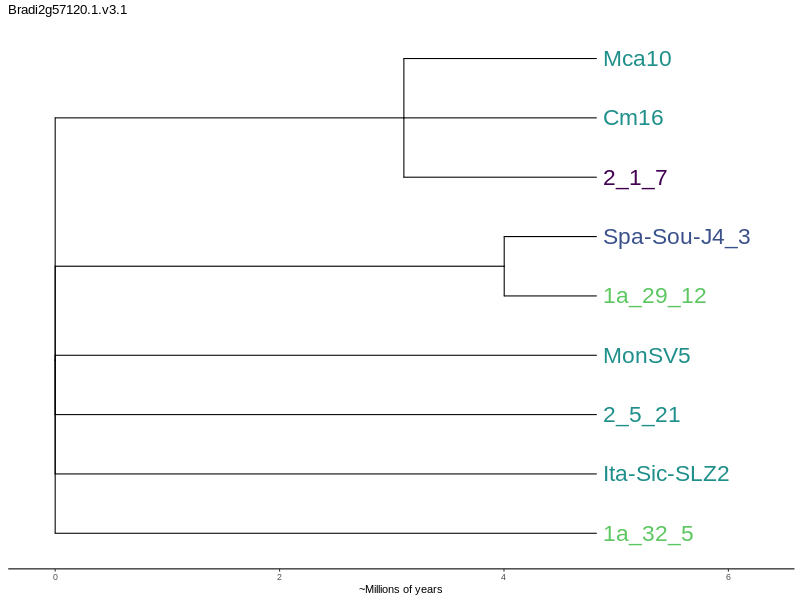 Bradi2g57120.1.v3.1
Mca10
Cm16
2_1_7
Spa-Sou-J4_3
1a_29_12
MonSV5
2_5_21
Ita-Sic-SLZ2
1a_32_5
0 2 4 6
~Millions of years